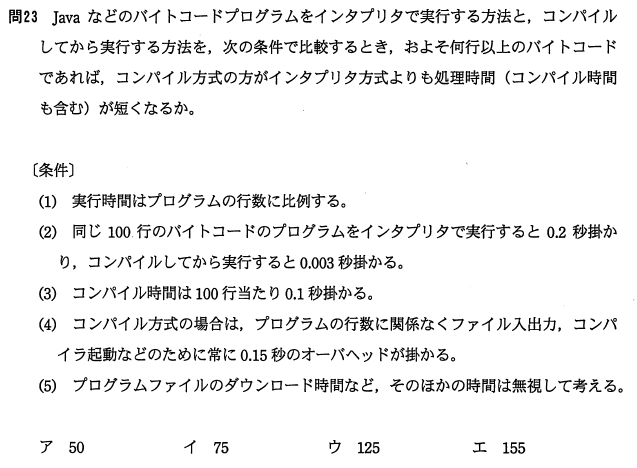 問23 Java などのバイトコードプログラムをインタプリタで実行する方法と，コンパイル
してから実行する方法を，次の条件で比較するとき，およそ何行以上のバイトコード
であれば，コンパイル方式の方がインタプリタ方式よりも処理時間（コンパイル時間
も含む）が短くなるか。
〔条件〕
(1) 実行時間はプログラムの行数に比例する。
(2) 同じ 100 行のバイトコードのプログラムをインタプリタで実行すると 0.2 秒掛か
り，コンパイルしてから実行すると 0.003 秒掛かる。
(3) コンパイル時間は 100 行当たり 0.1 秒掛かる。
(4) コンパイル方式の場合は，プログラムの行数に関係なくファイル入出力，コンパ
イラ起動などのために常に 0.15 秒のオーバヘッドが掛かる。
(5) プログラムファイルのダウンロード時間など，そのほかの時間は無視して考える。
ア 50 イ 75 ウ 125 エ 155